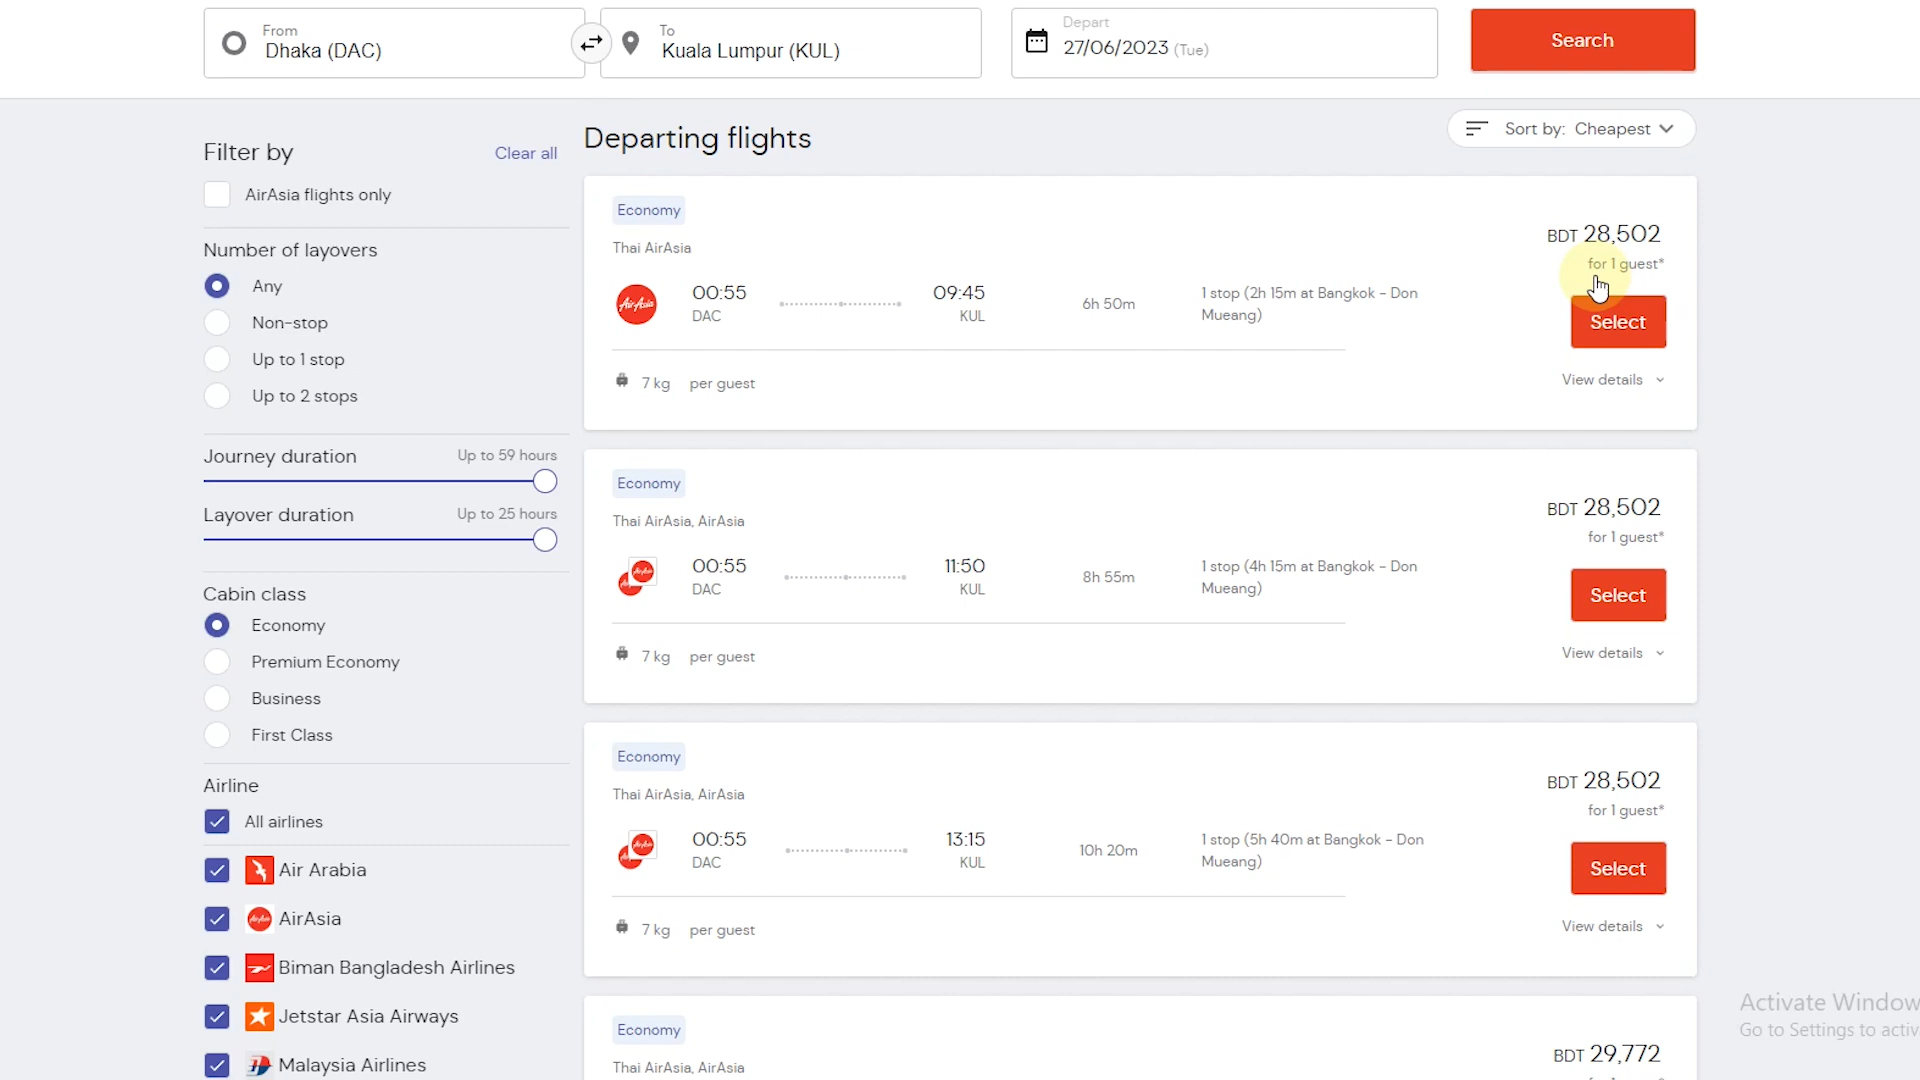 From
Dhaka (DAC)
To
Kuala Lumpur (KUL)
Depart
27/06/2023 (Tue)
Search
Filter by
Clear all
AirAsia flights only
Number of layovers
Any
Non-stop
Up to 1 stop
Up to 2 stops
Journey duration
Up to 59 hours
Layover duration
Up to 25 hours
Cabin class
Economy
Premium Economy
Business
First Class
Airline
All airlines
Air Arabia
AirAsia
Biman Bangladesh Airlines
Jetstar Asia Airways
Malaysia Airlines
Departing flights
Sort by: Cheapest
Economy
Thai AirAsia
AirAsia
00:55
DAC
09:45
KUL
6h 50m
1 stop (2h 15m at Bangkok - Don
Mueang)
BDT 28,502
for 1 guest*
Select
7 kg per guest
View details
Economy
Thai AirAsia, AirAsia
AirAsia
00:55
DAC
11:50
KUL
8h 55m
1 stop (4h 15m at Bangkok - Don
Mueang)
BDT 28,502
for 1 guest*
Select
7 kg per guest
View details
Economy
Thai AirAsia, AirAsia
AirAsia
00:55
DAC
13:15
KUL
10h 20m
1 stop (5h 40m at Bangkok - Don
Mueang)
BDT 28,502
for 1 guest*
Select
7 kg per guest
View details
Economy
Thai AirAsia, AirAsia
BDT 29,772
Activate Window
Go to Settings to activ